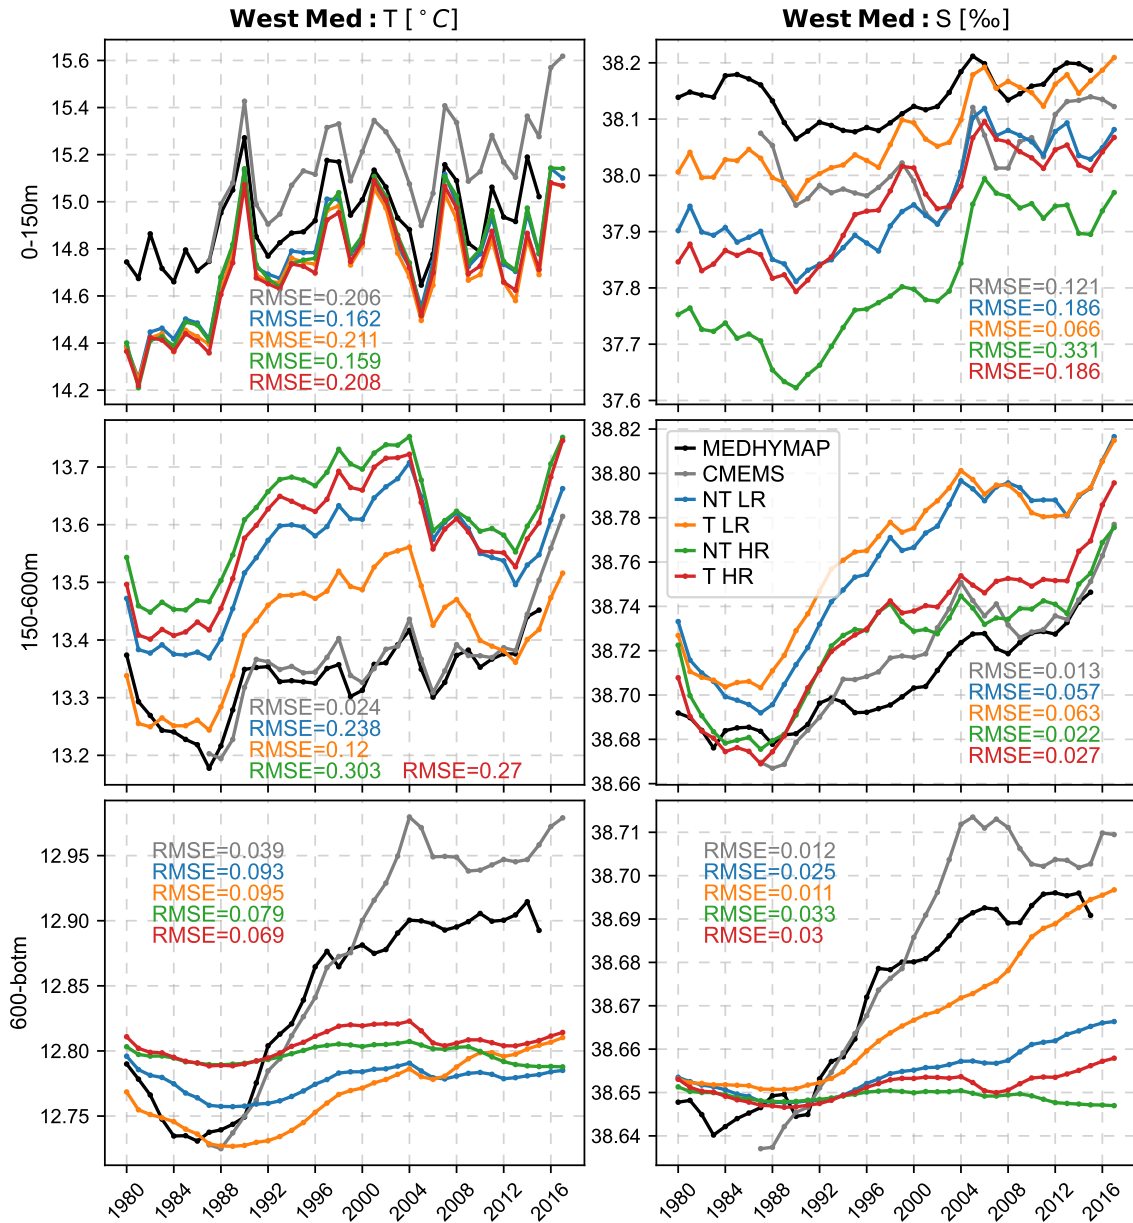 West Med : T [ °C]
West Med : S [‰]
0-150m
15.6
15.4
15.2
15.0
14.8
14.6
14.4
14.2
RMSE=0.206
RMSE=0.162
RMSE=0.211
RMSE=0.159
RMSE=0.208
38.2
38.1
38.0
37.9
37.8
37.7
37.6
RMSE=0.121
RMSE=0.186
RMSE=0.066
RMSE=0.331
RMSE=0.186
150-600m
13.7
13.6
13.5
13.4
13.3
13.2
RMSE=0.024
RMSE=0.238
RMSE=0.12
RMSE=0.303 RMSE=0.27
38.82
38.80
38.78
38.76
38.74
38.72
38.70
38.68
38.66
MEDHYMAP
CMEMS
NT LR
T LR
NT HR
T HR
RMSE=0.013
RMSE=0.057
RMSE=0.063
RMSE=0.022
RMSE=0.027
600-botm
12.95
12.90
12.85
12.80
12.75
RMSE=0.039
RMSE=0.093
RMSE=0.095
RMSE=0.079
RMSE=0.069
1980 1984 1988 1992 1996 2000 2004 2008 2012 2016
38.71
38.70
38.69
38.68
38.67
38.66
38.65
38.64
RMSE=0.012
RMSE=0.025
RMSE=0.011
RMSE=0.033
RMSE=0.03
1980 1984 1988 1992 1996 2000 2004 2008 2012 2016